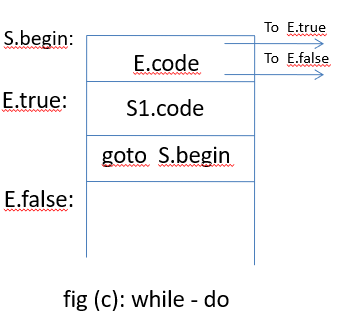 To E.true
S.begin:
To E.false
E.code
E.true:
S1.code
goto S.begin
E.false:
fig (c): while - do